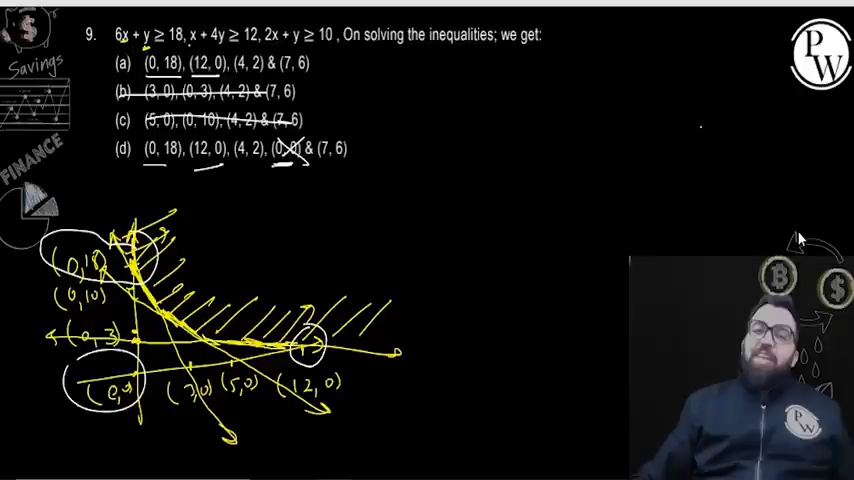 9. 6x + y ≥ 18, x + 4y ≥ 12, 2x + y ≥ 10 , On solving the inequalities; we get:
(a) (0, 18), (12, 0), (4, 2) & (7, 6)
(b) (3, 0), (0, 3), (4, 2) & (7, 6)
(c) (5, 0), (0, 10), (4, 2) & (7, 6)
(d) (0, 18), (12, 0), (4, 2), (0, 0) & (7, 6)
P
W
Savings
FINANCE
(0,18)
(0,10)
(0,3)
(3,0) (5,0) (12,0)
B $
P
W